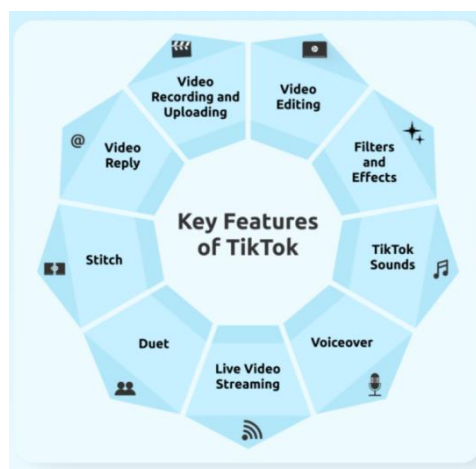 Key Features
of TikTok
Video
Recording and
Uploading
Video
Editing
Filters
and
Effects
TikTok
Sounds
Voiceover
Live Video
Streaming
Duet
Stitch
@
Video
Reply